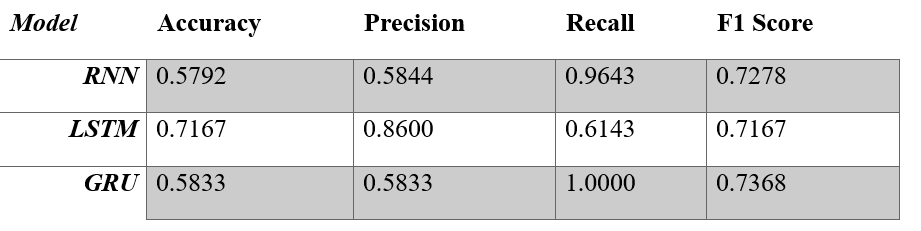 Model Accuracy Precision Recall F1 Score
RNN 0.5792 0.5844 0.9643 0.7278
LSTM 0.7167 0.8600 0.6143 0.7167
GRU 0.5833 0.5833 1.0000 0.7368